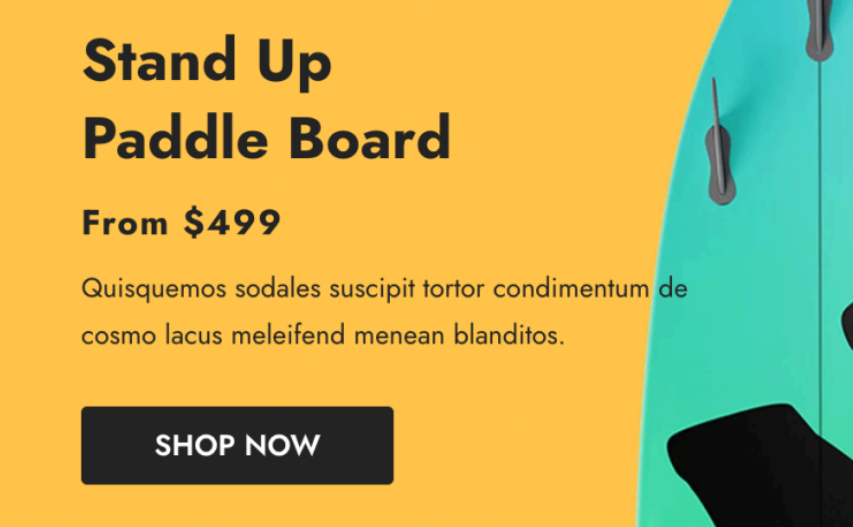 Stand Up
Paddle Board
From $499
Quisquemos sodales suscipit tortor condimentum de
cosmo lacus meleifend menean blanditos.
SHOP NOW